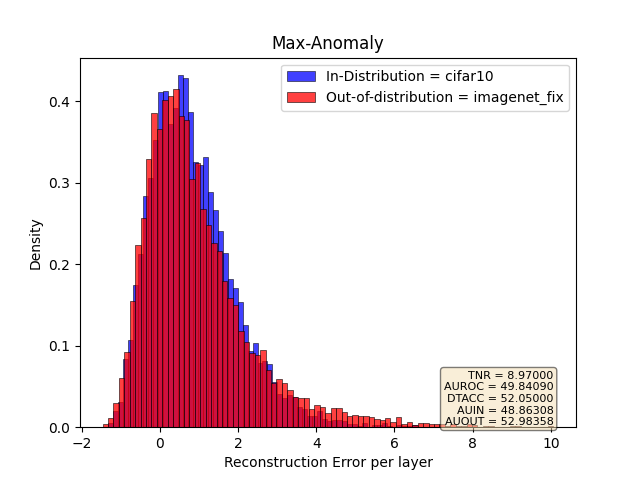 Max-Anomaly
In-Distribution = cifar10
Out-of-distribution = imagenet_fix
Density
0.4
0.3
0.2
0.1
0.0
TNR = 8.97000
AUROC = 49.84090
DTACC = 52.05000
AUIN = 48.86308
AUOUT = 52.98358
−2 0 2 4 6 8 10
Reconstruction Error per layer